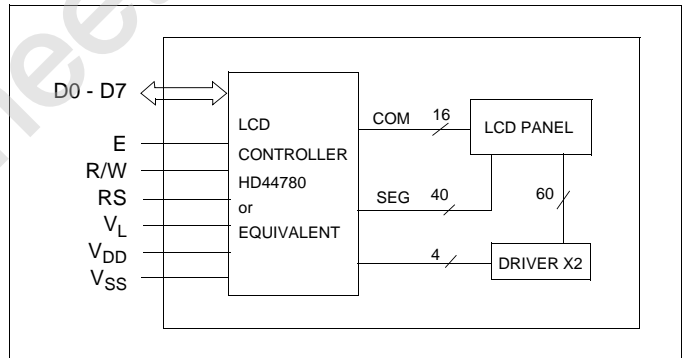 D0 - D7
E
R/W
RS
VL
VDD
VSS
LCD
CONTROLLER
HD44780
or
EQUIVALENT
COM 16
SEG 40
4
LCD PANEL
60
DRIVER X2